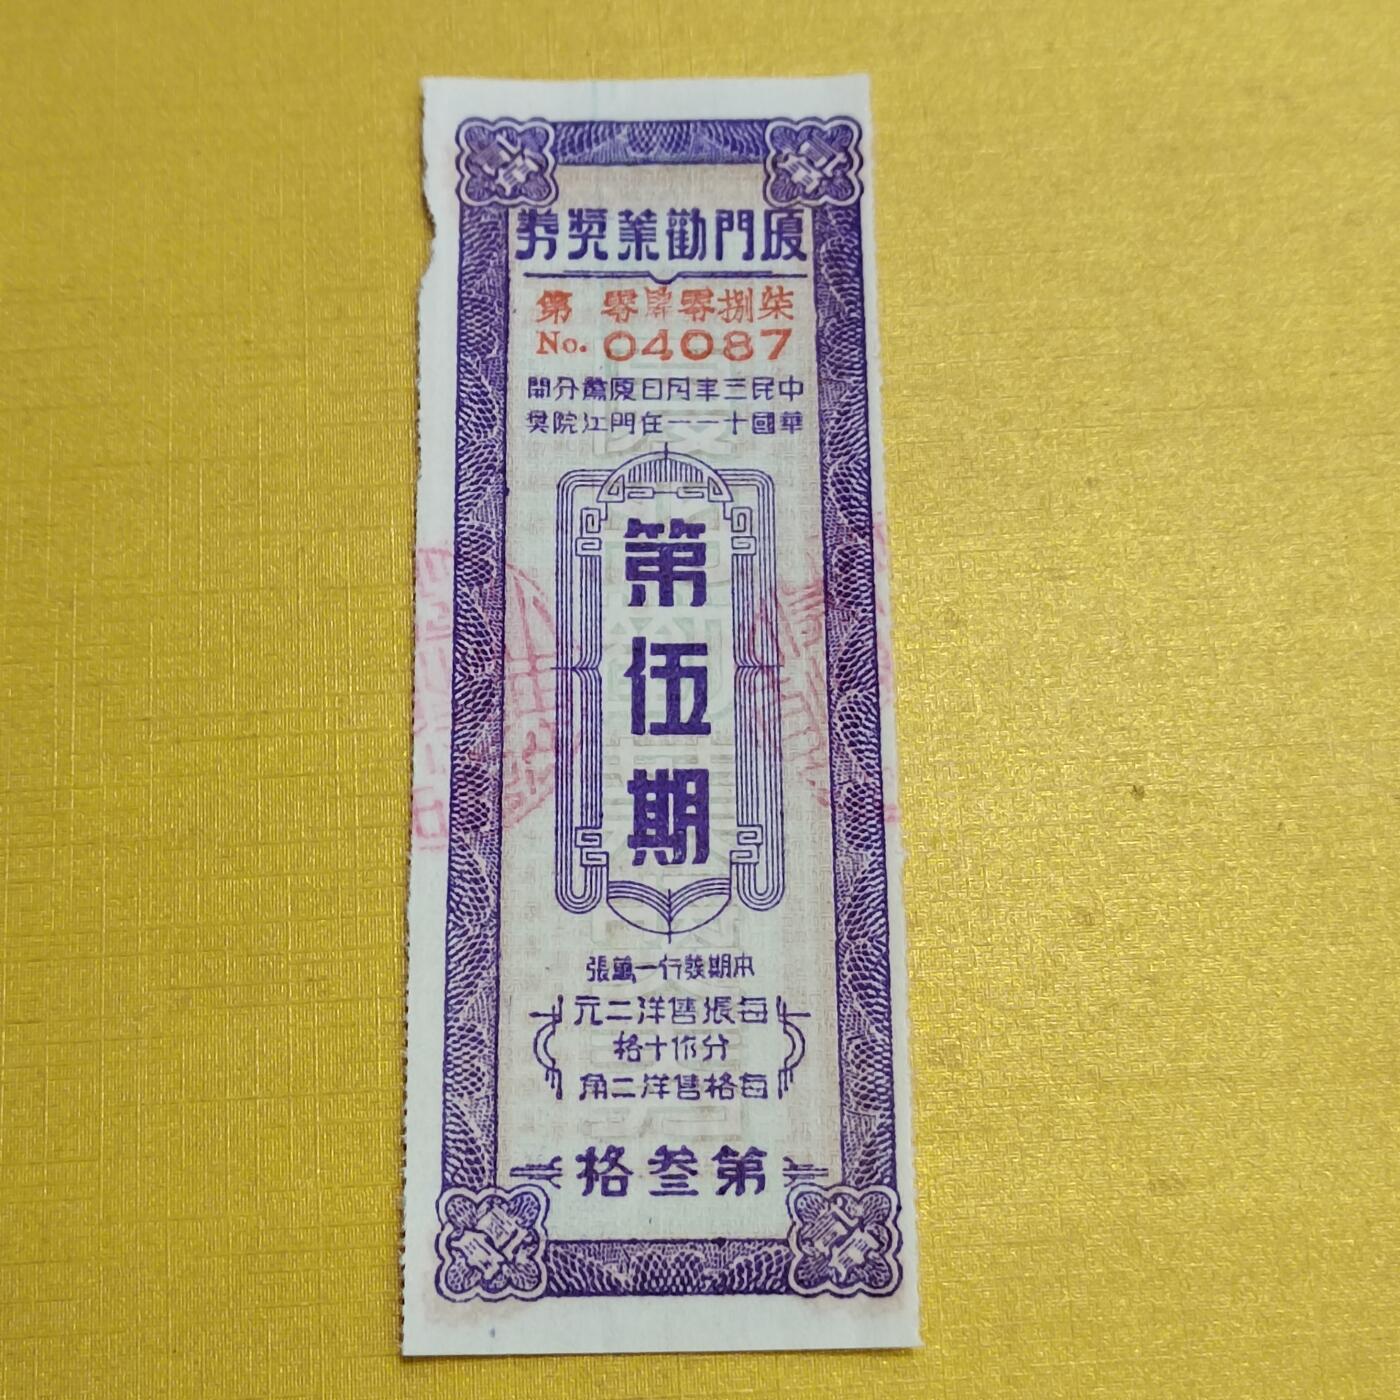 廈門勸業獎券
第 零肆零捌柒
No. 04087
中華民國三十年一月一日在厦門鷺江分院開獎
第伍期
本期發行一萬張
每張售洋二元
分作十格
每格售洋二角
第叁格